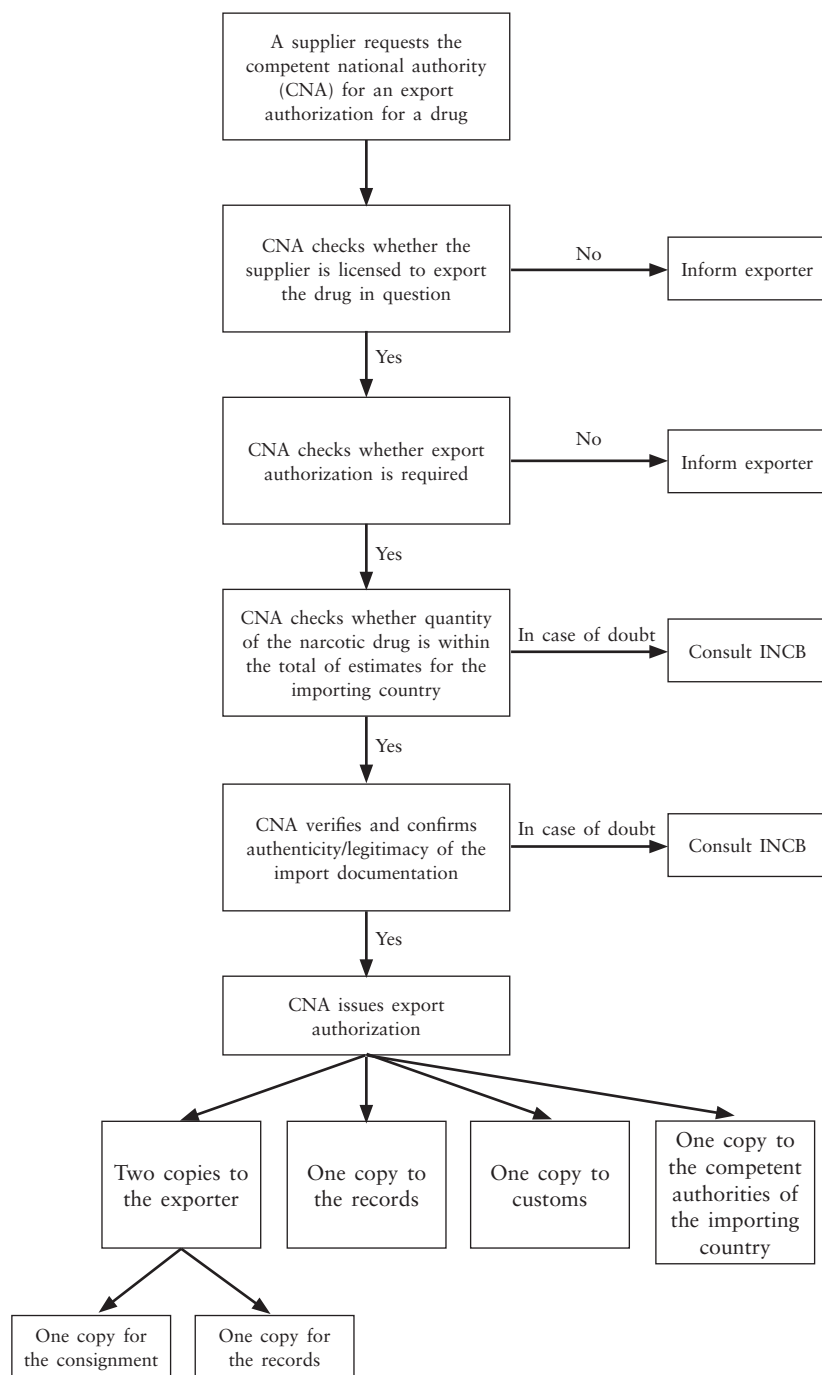 A supplier requests the
competent national authority
(CNA) for an export
authorization for a drug
CNA checks whether the
supplier is licensed to export
the drug in question
No
Inform exporter
Yes
CNA checks whether export
authorization is required
No
Inform exporter
Yes
CNA checks whether quantity
of the narcotic drug is within
the total of estimates for the
importing country
In case of doubt
Consult INCB
Yes
CNA verifies and confirms
authenticity/legitimacy of the
import documentation
In case of doubt
Consult INCB
Yes
CNA issues export
authorization
Two copies to
the exporter
One copy to
the records
One copy to
customs
One copy to
the competent
authorities of
the importing
country
One copy for
the consignment
One copy for
the records